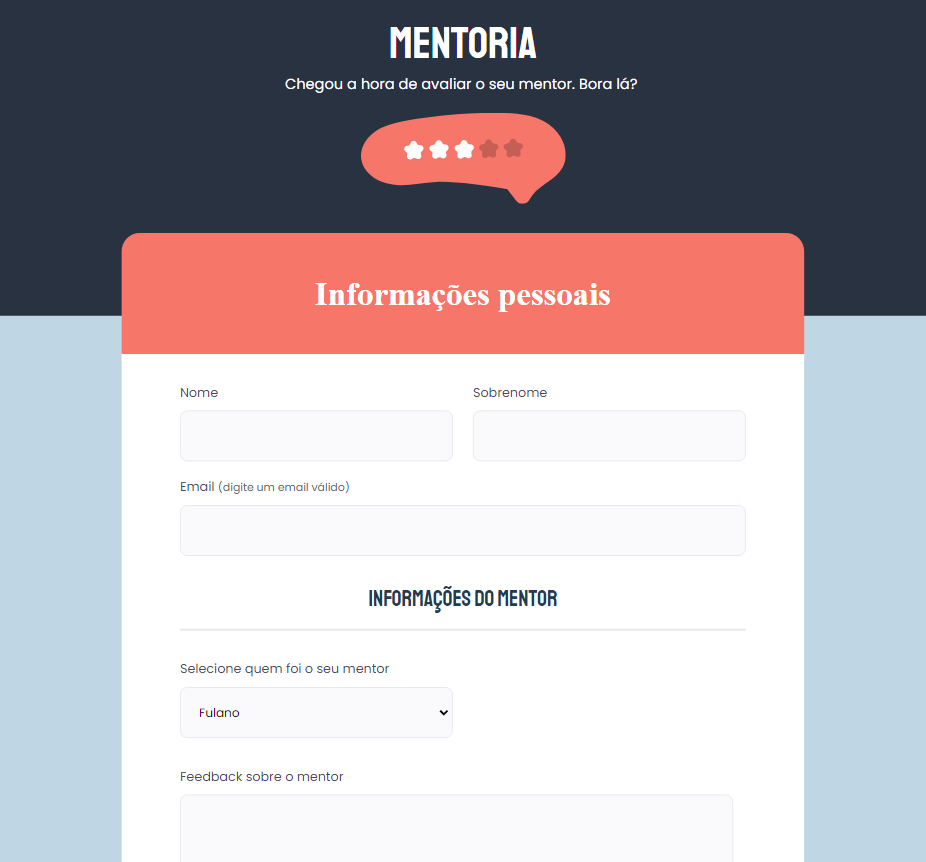 MENTORIA
Chegou a hora de avaliar o seu mentor. Bora lá?
Informações pessoais
Nome
Sobrenome
Email (digite um email válido)
INFORMAÇÕES DO MENTOR
Selecione quem foi o seu mentor
Fulano
Feedback sobre o mentor